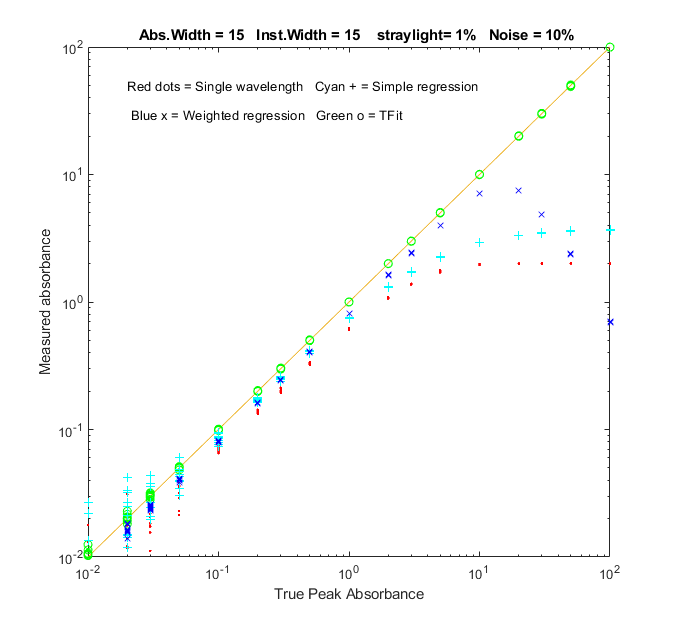 Abs.Width = 15 Inst.Width = 15 straylight= 1% Noise = 10%
Red dots = Single wavelength Cyan + = Simple regression
Blue x = Weighted regression Green o = TFit
10^2
10^1
10^0
10^-1
10^-2
Measured absorbance
10^-2 10^-1 10^0 10^1 10^2
True Peak Absorbance